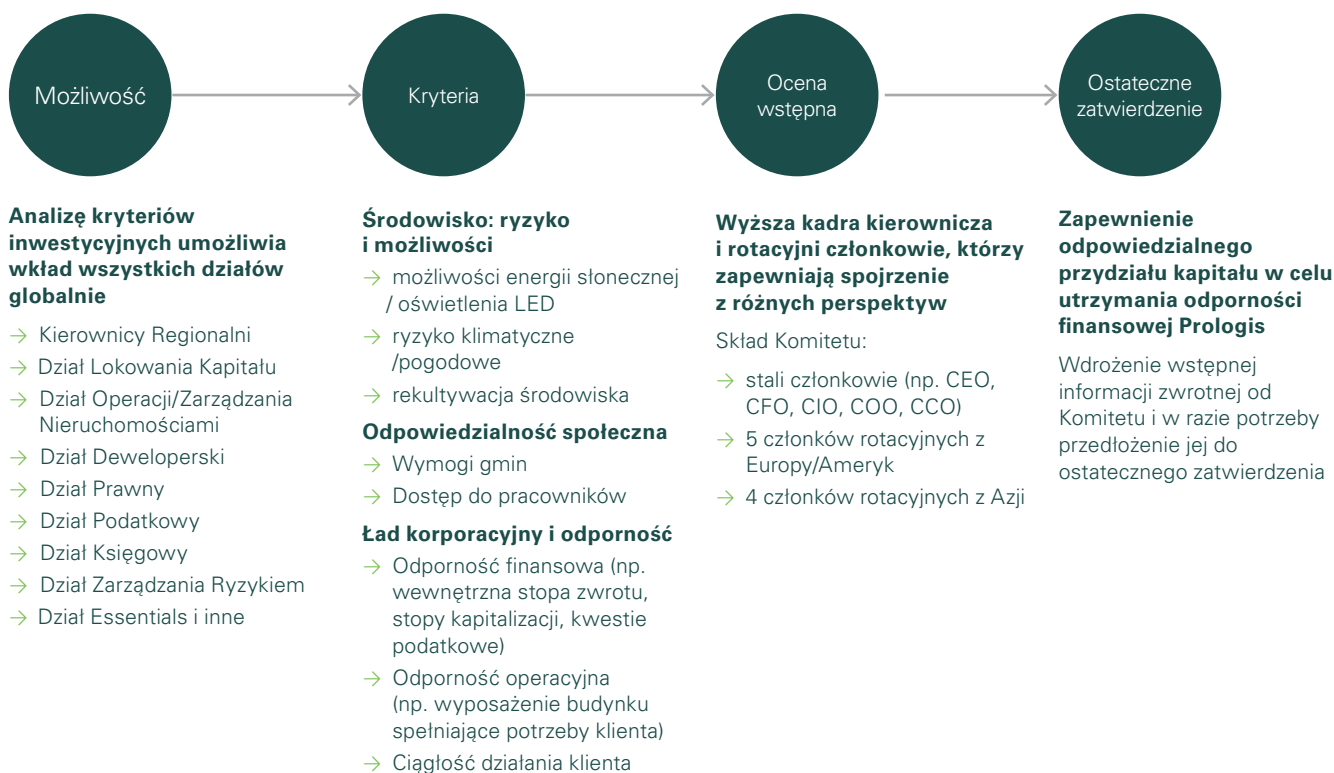 Możliwość
Kryteria
Ocena
wstępna
Ostateczne
zatwierdzenie
Analizę kryteriów
inwestycyjnych umożliwia
wkład wszystkich działów
globalnie
→ Kierownicy Regionalni
→ Dział Lokowania Kapitału
→ Dział Operacji/Zarządzania
Nieruchomościami
→ Dział Deweloperski
→ Dział Prawny
→ Dział Podatkowy
→ Dział Księgowy
→ Dział Zarządzania Ryzykiem
→ Dział Essentials i inne
Środowisko: ryzyko
i możliwości
→ możliwości energii słonecznej
/ oświetlenia LED
→ ryzyko klimatyczne
/pogodowe
→ rekultywacja środowiska
Odpowiedzialność społeczna
→ Wymogi gmin
→ Dostęp do pracowników
Ład korporacyjny i odporność
→ Odporność finansowa (np.
wewnętrzna stopa zwrotu,
stopy kapitalizacji, kwestie
podatkowe)
→ Odporność operacyjna
(np. wyposażenie budynku
spełniające potrzeby klienta)
→ Ciągłość działania klienta
Wyższa kadra kierownicza
i rotacyjni członkowie, którzy
zapewniają spojrzenie
z różnych perspektyw
Skład Komitetu:
→ stali członkowie (np. CEO,
CFO, CIO, COO, CCO)
→ 5 członków rotacyjnych z
Europy/Ameryk
→ 4 członków rotacyjnych z Azji
Zapewnienie
odpowiedzialnego
przydziału kapitału w celu
utrzymania odporności
finansowej Prologis
Wdrożenie wstępnej
informacji zwrotnej od
Komitetu i w razie potrzeby
przedłożenie jej do
ostatecznego zatwierdzenia